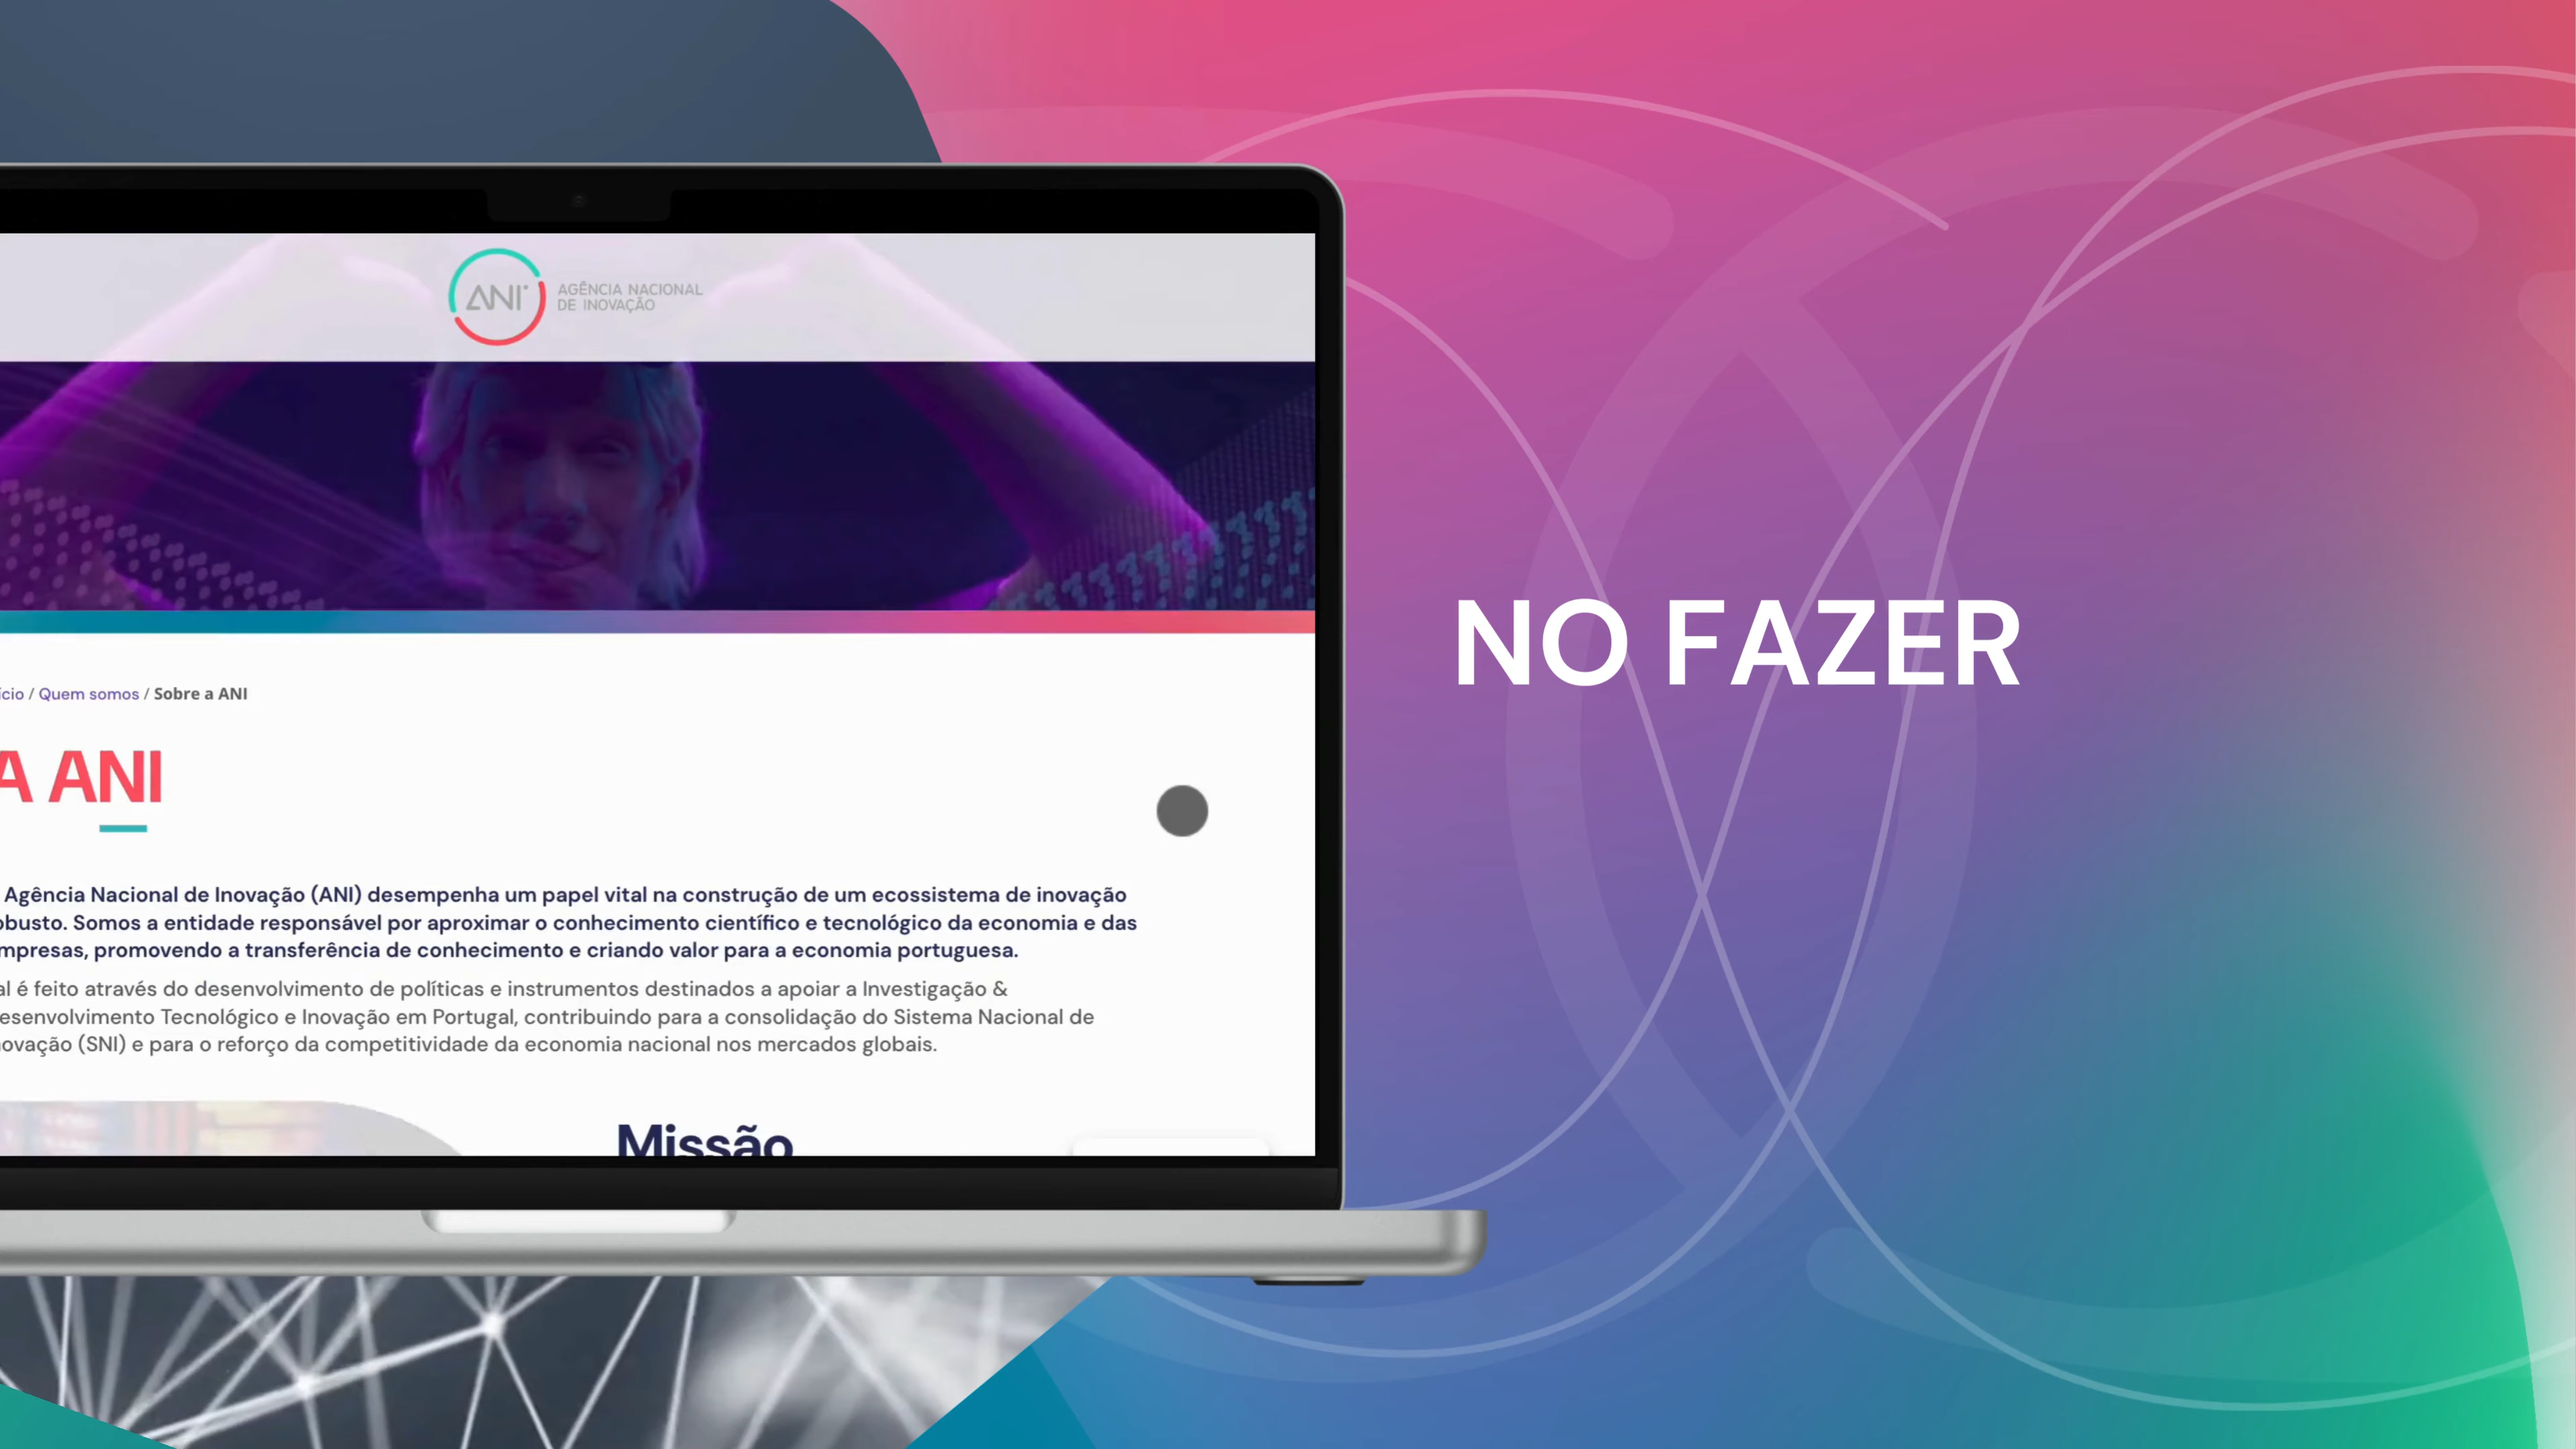 ANI
AGÊNCIA NACIONAL
DE INOVAÇÃO
/ Quem somos / Sobre a ANI
A ANI
Agência Nacional de Inovação (ANI) desempenha um papel vital na construção de um ecossistema de inovação
obusto. Somos a entidade responsável por aproximar o conhecimento científico e tecnológico da economia e das
mpresas, promovendo a transferência de conhecimento e criando valor para a economia portuguesa.
al é feito através do desenvolvimento de políticas e instrumentos destinados a apoiar a Investigação &
esenvolvimento Tecnológico e Inovação em Portugal, contribuindo para a consolidação do Sistema Nacional de
ovação (SNI) e para o reforço da competitividade da economia nacional nos mercados globais.
Missão
NO FAZER